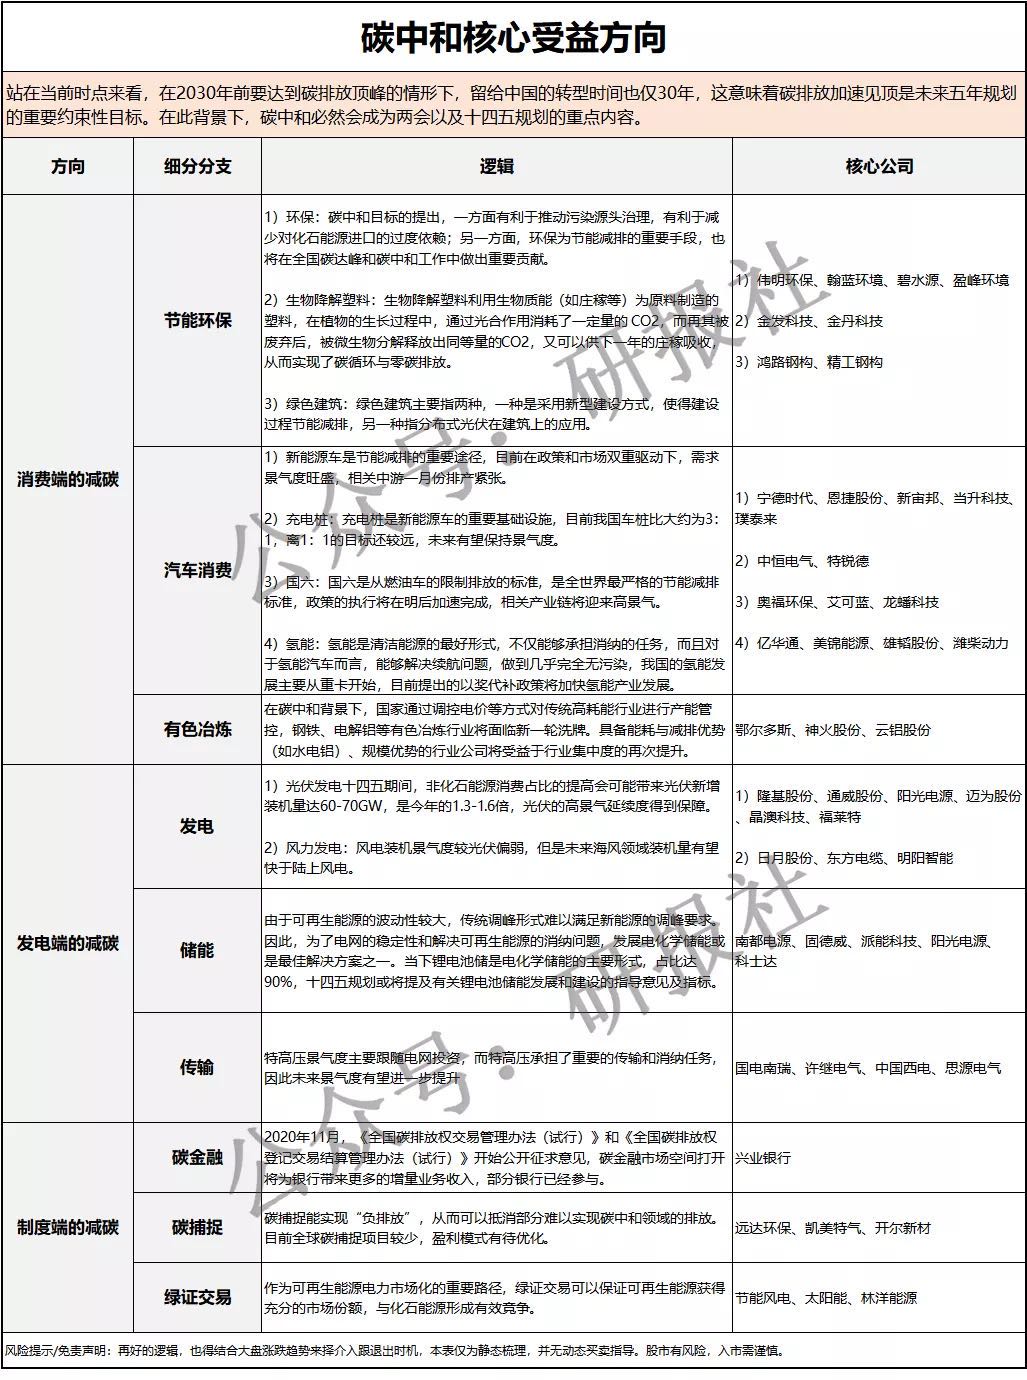 碳中和核心受益方向
站在当前时点来看，在2030年前要达到碳排放顶峰的情形下，留给中国的转型时间也仅30年，这意味着碳排放加速见顶是未来五年规划
的重要约束性目标。在此背景下，碳中和必然会成为两会以及十四五规划的重点内容。
方向
细分分支
逻辑
核心公司
消费端的减碳
节能环保
1）环保：碳中和目标的提出，一方面有利于推动污染源头治理，有利于减
少对化石能源进口的过度依赖；另一方面，环保为节能减排的重要手段，也
将在全国碳达峰和碳中和工作中做出重要贡献。
2）生物降解塑料：生物降解塑料利用生物质能（如庄稼等）为原料制造的
塑料，在植物的生长过程中，通过光合作用消耗了一定量的 CO2，而再其被
废弃后，被微生物分解释放出同等量的CO2，又可以供下一年的庄稼吸收，
从而实现了碳循环与零碳排放。
3）绿色建筑：绿色建筑主要指两种，一种是采用新型建设方式，使得建设
过程节能减排，另一种指分布式光伏在建筑上的应用。
1）伟明环保、翰蓝环境、碧水源、盈峰环境
2）金发科技、金丹科技
3）鸿路钢构、精工钢构
汽车消费
1）新能源车是节能减排的重要途径，目前在政策和市场双重驱动下，需求
景气度旺盛，相关中游一月份排产紧张。
2）充电桩：充电桩是新能源车的重要基础设施，目前我国车桩比大约为3：
1，离1：1的目标还较远，未来有望保持景气度。
3）国六：国六是从燃油车的限制排放的标准，是全世界最严格的节能减排
标准，政策的执行将在明后加速完成，相关产业链将迎来高景气。
4）氢能：氢能是清洁能源的最好形式，不仅能够承担消纳的任务，而且对
于氢能汽车而言，能够解决续航问题，做到几乎完全无污染，我国的氢能发
展主要从重卡开始，目前提出的以奖代补政策将加快氢能产业发展。
1）宁德时代、恩捷股份、新宙邦、当升科技、
璞泰来
2）中恒电气、特锐德
3）奥福环保、艾可蓝、龙蟠科技
4）亿华通、美锦能源、雄韬股份、潍柴动力
有色冶炼
在碳中和背景下，国家通过调控电价等方式对传统高耗能行业进行产能管
控，钢铁、电解铝等有色冶炼行业将面临新一轮洗牌。具备能耗与减排优势
（如水电铝）、规模优势的行业公司将受益于行业集中度的再次提升。
鄂尔多斯、神火股份、云铝股份
发电端的减碳
发电
1）光伏发电十四五期间，非化石能源消费占比的提高会可能带来光伏新增
装机量达60-70GW，是今年的1.3-1.6倍，光伏的高景气延续度得到保障。
2）风力发电：风电装机景气度较光伏偏弱，但是未来海风领域装机量有望
快于陆上风电。
1）隆基股份、通威股份、阳光电源、迈为股份
、晶澳科技、福莱特
2）日月股份、东方电缆、明阳智能
储能
由于可再生能源的波动性较大，传统调峰形式难以满足新能源的调峰要求。
因此，为了电网的稳定性和解决可再生能源的消纳问题，发展电化学储能或
是最佳解决方案之一。当下锂电池储是电化学储能的主要形式，占比达
90%，十四五规划或将提及有关锂电池储能发展和建设的指导意见及指标。
南都电源、固德威、派能科技、阳光电源、
科士达
传输
特高压景气度主要跟随电网投资，而特高压承担了重要的传输和消纳任务，
因此未来景气度有望进一步提升
国电南瑞、许继电气、中国西电、思源电气
制度端的减碳
碳金融
2020年11月，《全国碳排放权交易管理办法（试行）》和《全国碳排放权
登记交易结算管理办法（试行）》开始公开征求意见，碳金融市场空间打开
将为银行带来更多的增量业务收入，部分银行已经参与。
兴业银行
碳捕捉
碳捕捉能实现“负排放”，从而可以抵消部分难以实现碳中和领域的排放。
目前全球碳捕捉项目较少，盈利模式有待优化。
远达环保、凯美特气、开尔新材
绿证交易
作为可再生能源电力市场化的重要路径，绿证交易可以保证可再生能源获得
充分的市场份额，与化石能源形成有效竞争。
节能风电、太阳能、林洋能源
风险提示/免责声明：再好的逻辑，也得结合大盘涨跌趋势来择介入跟退出时机，本表仅为静态梳理，并无动态买卖指导。股市有风险，入市需谨慎。
公众号：研报社
公众号：研报社